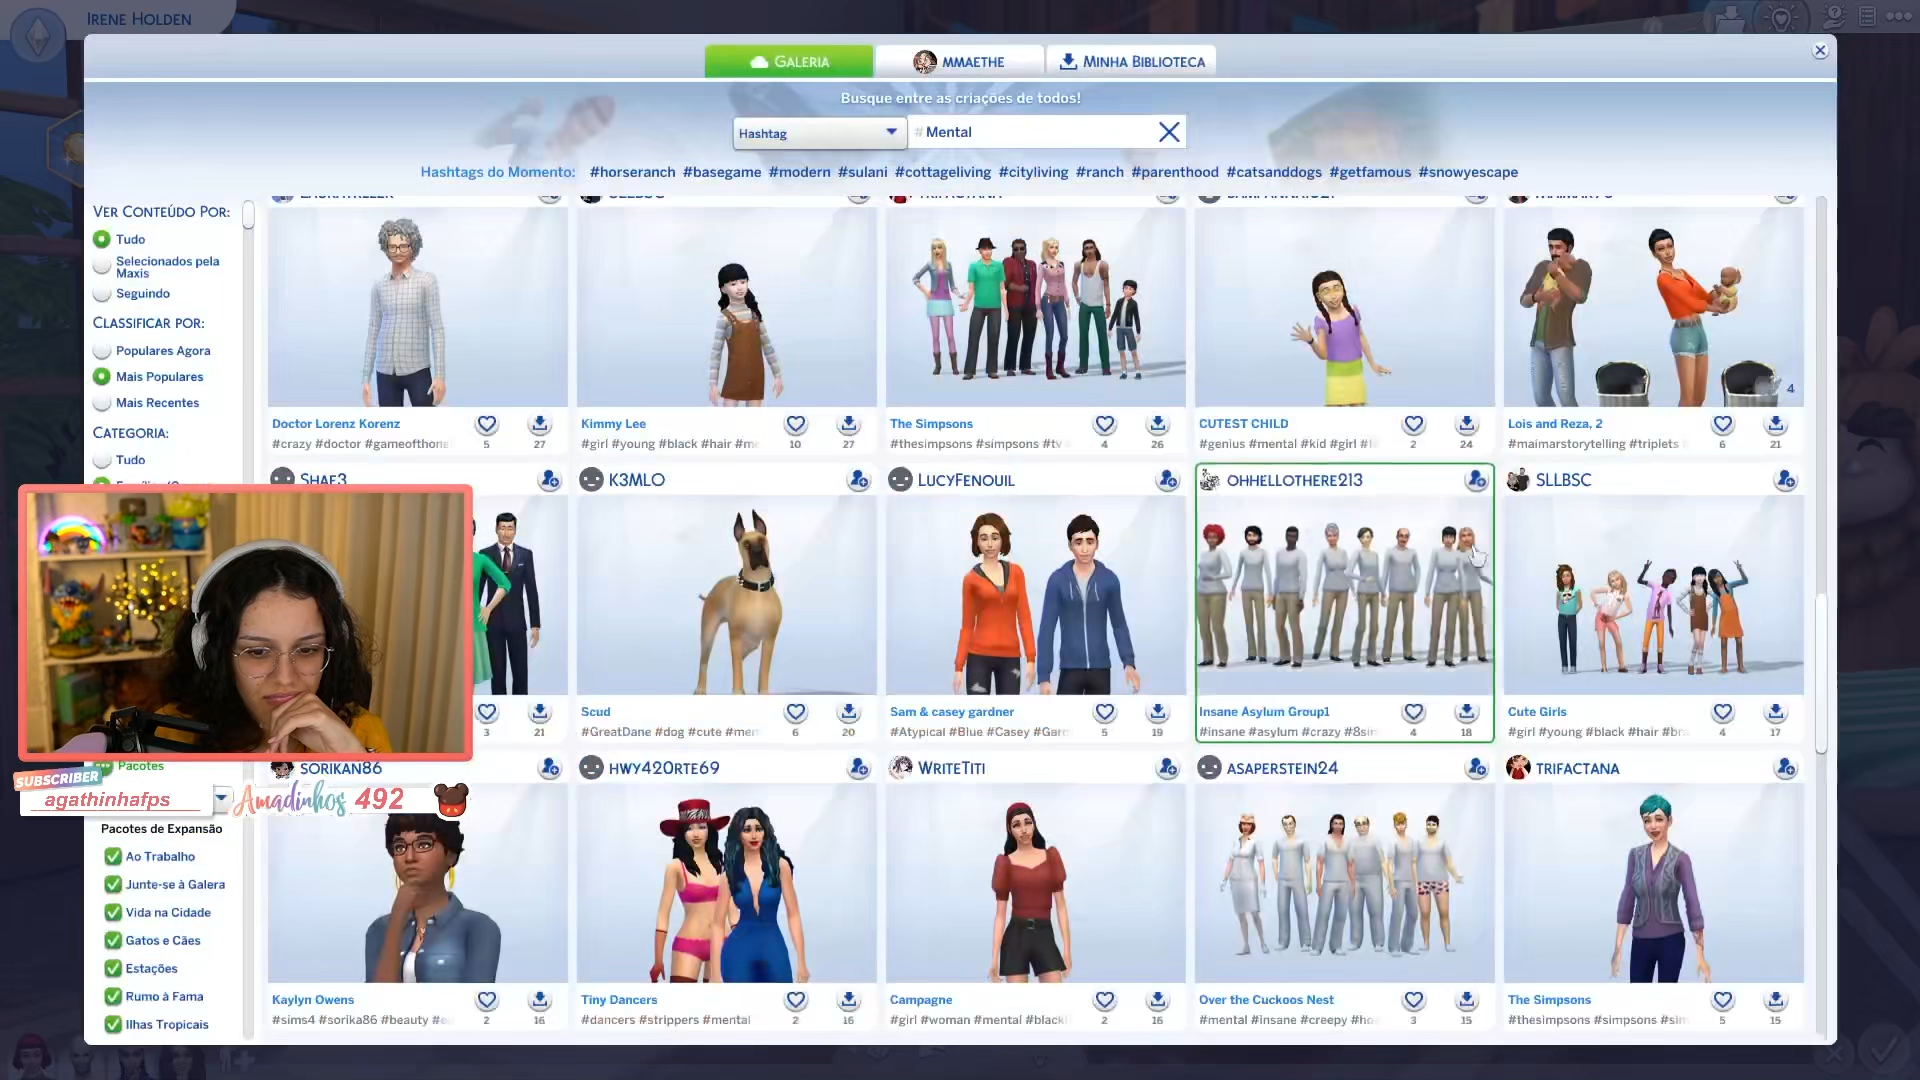 IRENE HOLDEN
GALERIA
MMAETHE
MINHA BIBLIOTECA
Busque entre as criações de todos!
Hashtag
# Mental
Hashtags do Momento: #horseranch #basegame #modern #sulani #cottageliving #cityliving #ranch #parenthood #catsanddogs #getfamous #snowyescape
VER CONTEÚDO POR:
Tudo
Selecionados pela
Maxis
Seguindo
CLASSIFICAR POR:
Populares Agora
Mais Populares
Mais Recentes
CATEGORIA:
Tudo
Pacotes
Pacotes de Expansão
Ao Trabalho
Junte-se à Galera
Vida na Cidade
Gatos e Cães
Estações
Rumo à Fama
Ilhas Tropicais
SUBSCRIBER
agathinhafps
Amadinhos 492
4
Doctor Lorenz Korenz
#crazy #doctor #gameofthone
5
27
Kimmy Lee
#girl #young #black #hair #me
10
27
The Simpsons
#thesimpsons #simpsons #tv
4
26
CUTEST CHILD
#genius #mental #kid #girl
2
24
Lois and Reza, 2
#maimarstorytelling #triplets
6
21
SHAE3
3
21
K3MLO
Scud
#GreatDane #dog #cute #mer
6
20
LUCYFENOUIL
Sam & casey gardner
#Atypical #Blue #Casey #Gar
5
19
OHHELLOTHERE213
Insane Asylum Group1
#insane #asylum #crazy #8sir
4
18
SLLBSC
Cute Girls
#girl #young #black #hair #br
4
17
SORIKAN86
Kaylyn Owens
#sims4 #sorika86 #beauty
2
16
HWY420RTE69
Tiny Dancers
#dancers #strippers #mental
2
16
WRITETITI
Campagne
#girl #woman #mental #black
2
16
ASAPERSTEIN24
Over the Cuckoos Nest
#mental #insane #creepy #ho
3
15
TRIFACTANA
The Simpsons
#thesimpsons #simpsons #sim
5
15